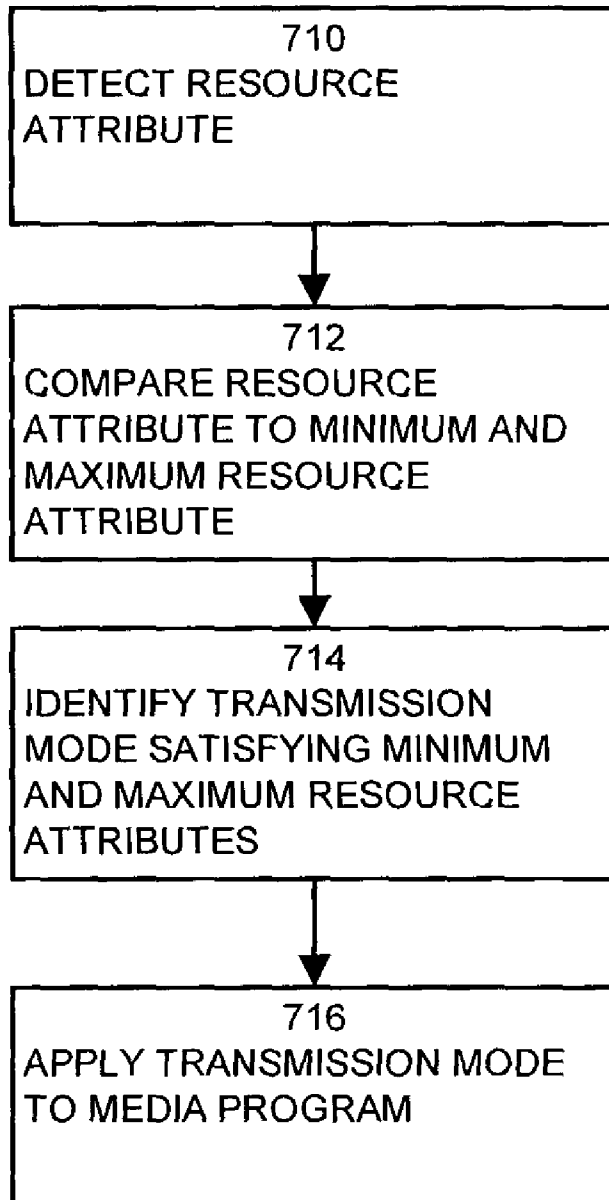 710
DETECT RESOURCE
ATTRIBUTE
712
COMPARE RESOURCE
ATTRIBUTE TO MINIMUM AND
MAXIMUM RESOURCE
ATTRIBUTE
714
IDENTIFY TRANSMISSION
MODE SATISFYING MINIMUM
AND MAXIMUM RESOURCE
ATTRIBUTES
716
APPLY TRANSMISSION MODE
TO MEDIA PROGRAM